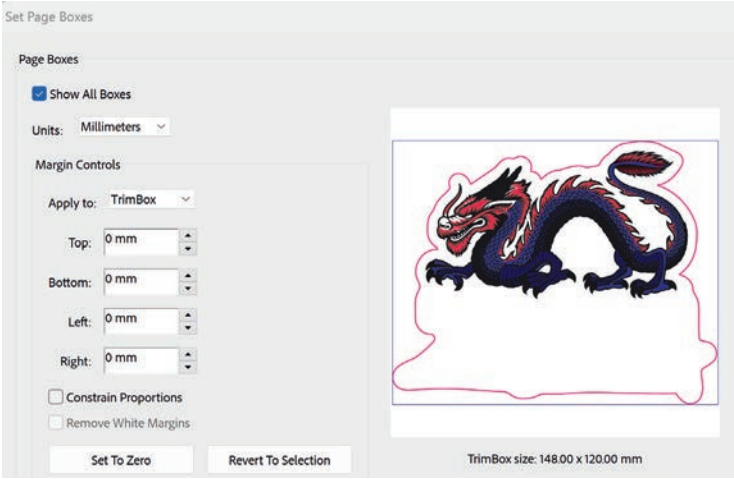 Set Page Boxes
Page Boxes
Show All Boxes
Units: Millimeters
Margin Controls
Apply to: TrimBox
Top: 0 mm
Bottom: 0 mm
Left: 0 mm
Right: 0 mm
Constrain Proportions
Remove White Margins
Set To Zero Revert To Selection
TrimBox size: 148.00 x 120.00 mm